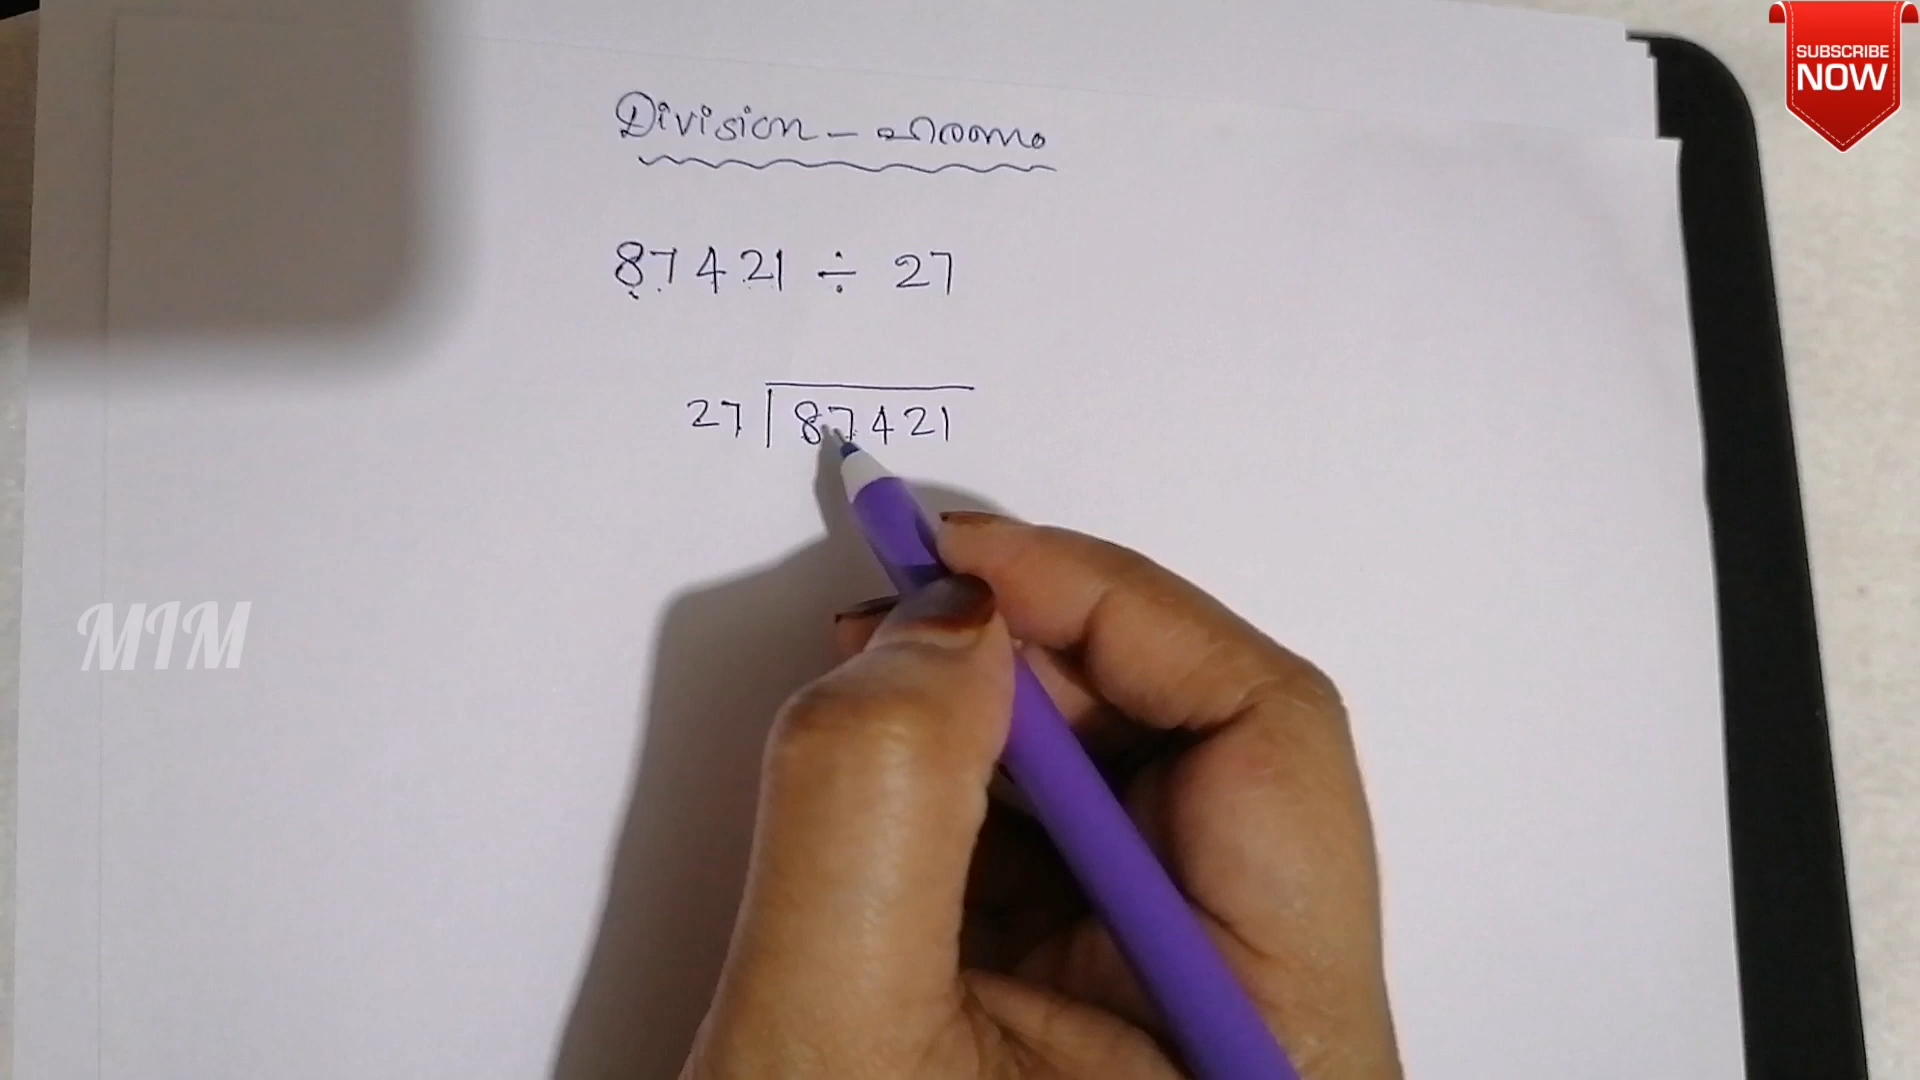 Division - ഹരണം
87421 ÷ 27
27 87421
MIM
SUBSCRIBE
NOW